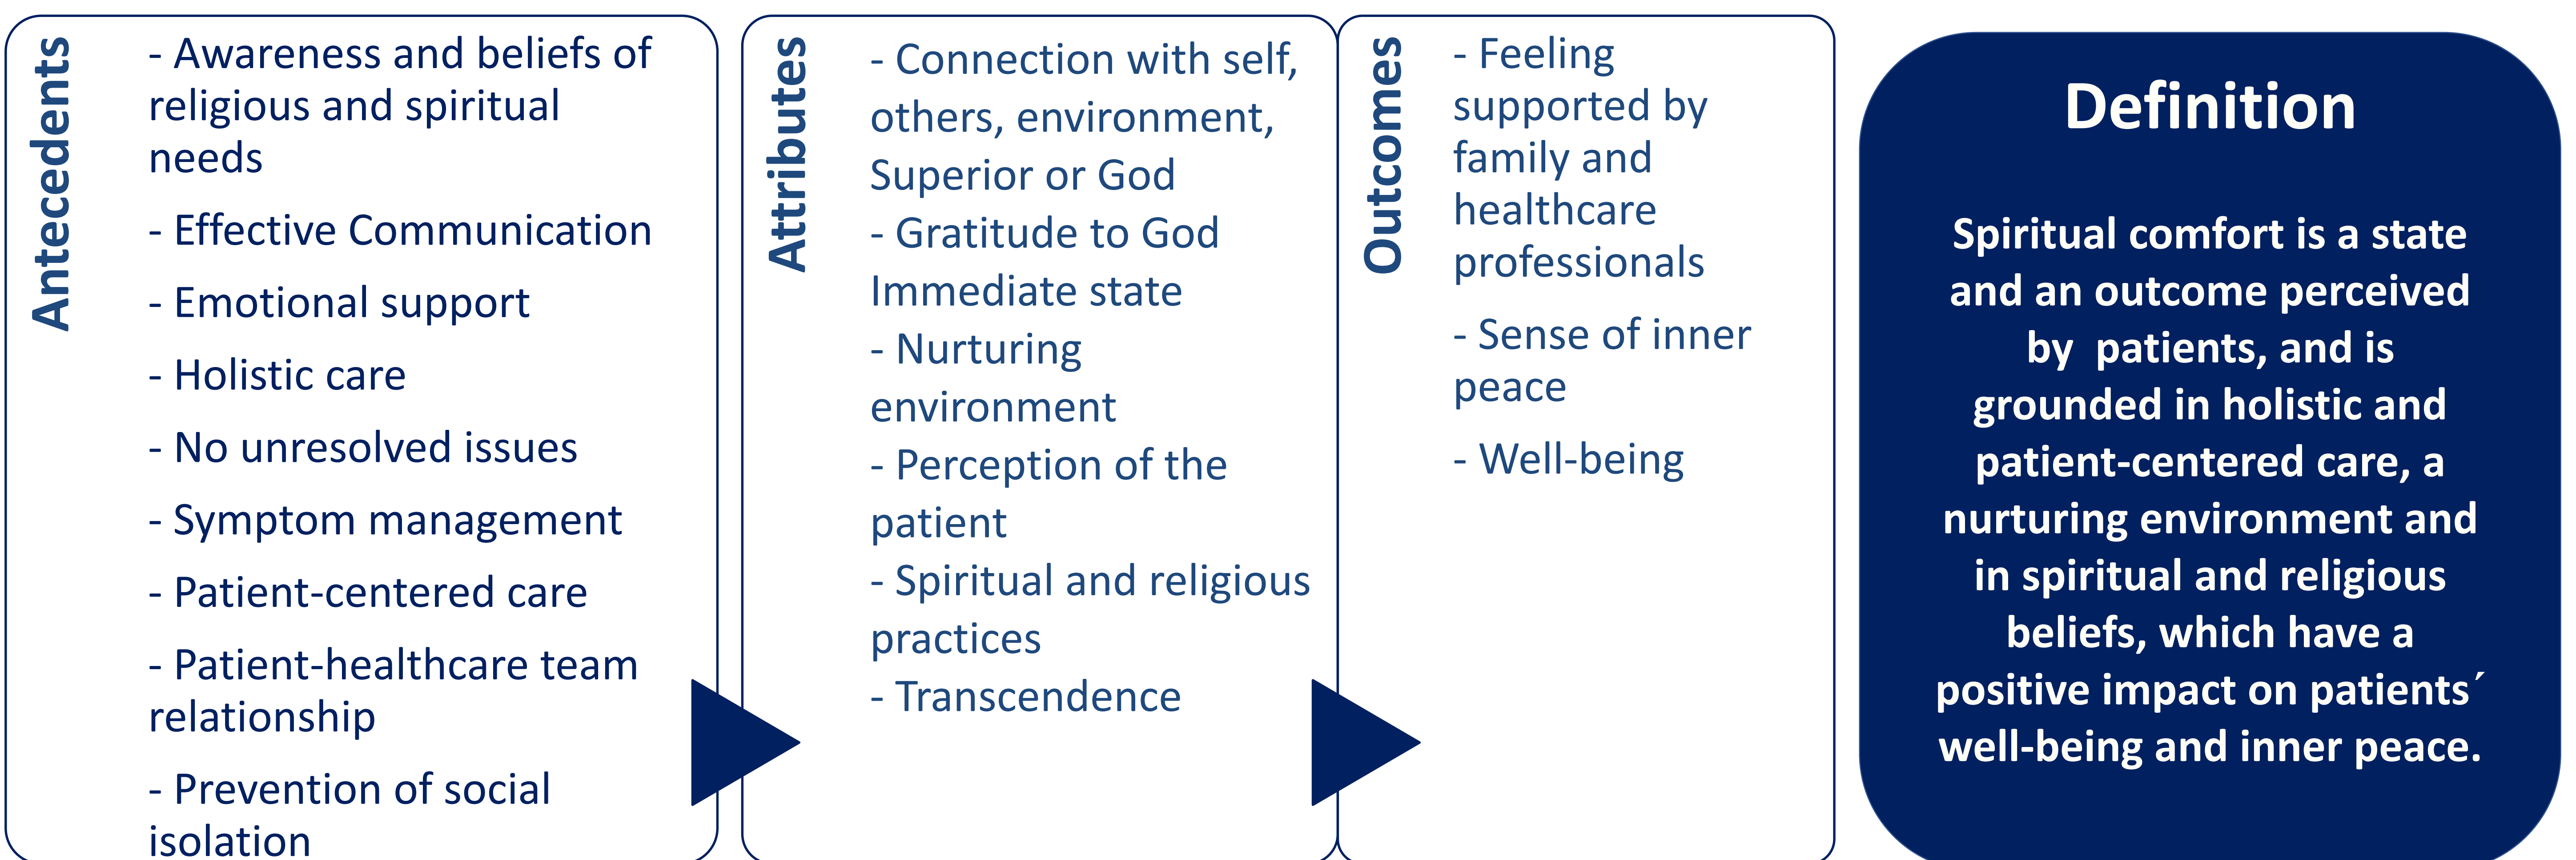 Antecedents
- Awareness and beliefs of
religious and spiritual
needs
- Effective Communication
- Emotional support
- Holistic care
- No unresolved issues
- Symptom management
- Patient-centered care
- Patient-healthcare team
relationship
- Prevention of social
isolation
Attributes
- Connection with self,
others, environment,
Superior or God
- Gratitude to God
Immediate state
- Nurturing
environment
- Perception of the
patient
- Spiritual and religious
practices
- Transcendence
Outcomes
- Feeling
supported by
family and
healthcare
professionals
- Sense of inner
peace
- Well-being
Definition
Spiritual comfort is a state
and an outcome perceived
by  patients, and is
grounded in holistic and
patient-centered care, a
nurturing environment and
in spiritual and religious
beliefs, which have a
positive impact on patients´
well-being and inner peace.